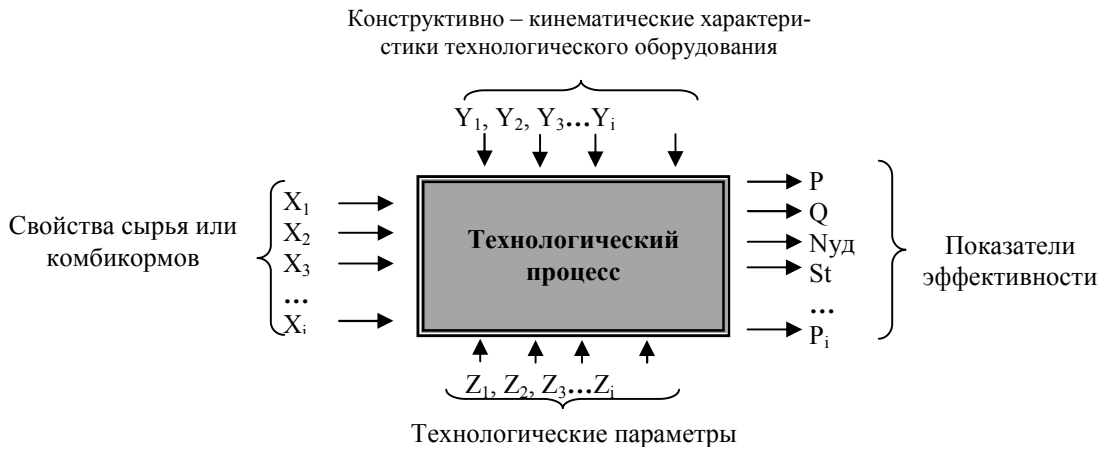 Конструктивно – кинематические характери-
стики технологического оборудования
Y₁, Y₂, Y₃...Yᵢ
Свойства сырья или
комбикормов
X₁
X₂
X₃
...
Xᵢ
Технологический
процесс
P
Q
Nуд
St
...
Pᵢ
Показатели
эффективности
Z₁, Z₂, Z₃...Zᵢ
Технологические параметры